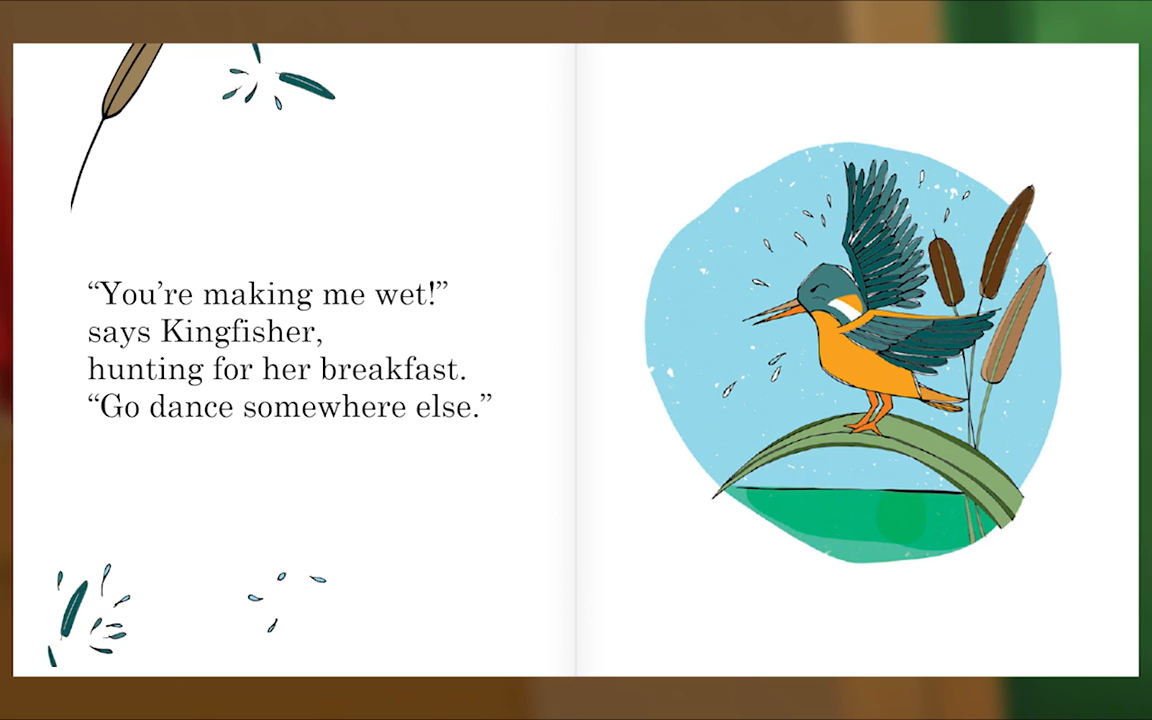 “You’re making me wet!”
says Kingfisher,
hunting for her breakfast.
“Go dance somewhere else.”